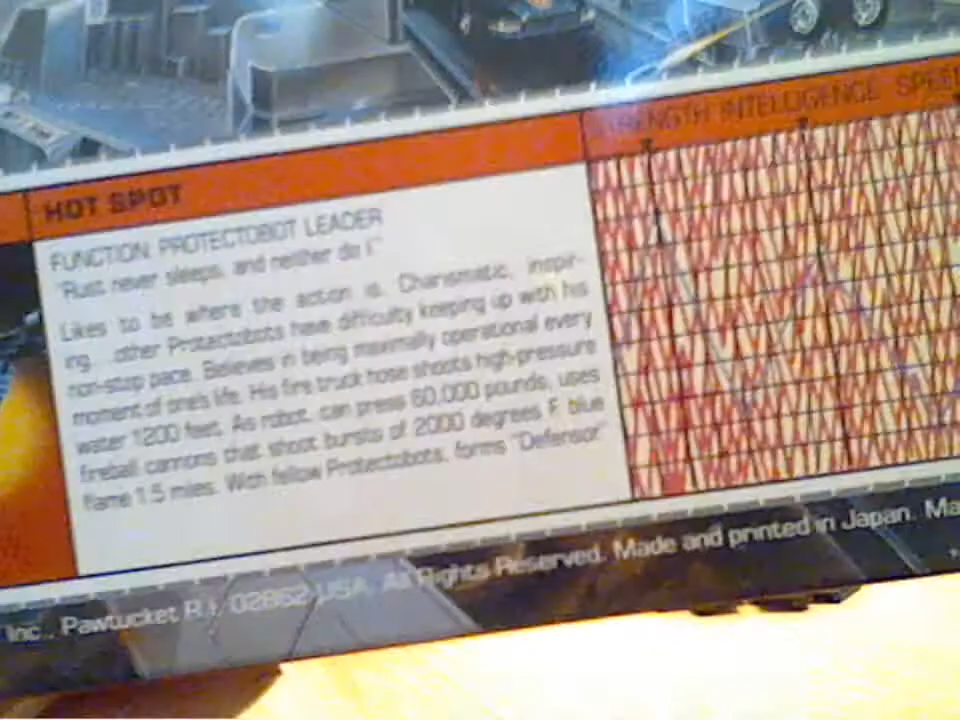 STRENGTH INTELLIGENCE SPEED
HOT SPOT
FUNCTION: PROTECTOBOT LEADER
"Rust never sleeps, and neither do I!"
Likes to be where the action is. Charismatic, inspir-
ing... other Protectobots have difficulty keeping up with his
non-stop pace. Believes in being maximally operational every
moment of one's life. His fire truck hose shoots high-pressure
water 1200 feet. As robot, can press 60,000 pounds, uses
fireball cannons that shoot bursts of 2000 degrees F. blue
flame 1.5 miles. With fellow Protectobots, forms "Defensor".
Inc., Pawtucket R.I. 02862 USA. All Rights Reserved. Made and printed in Japan. Ma